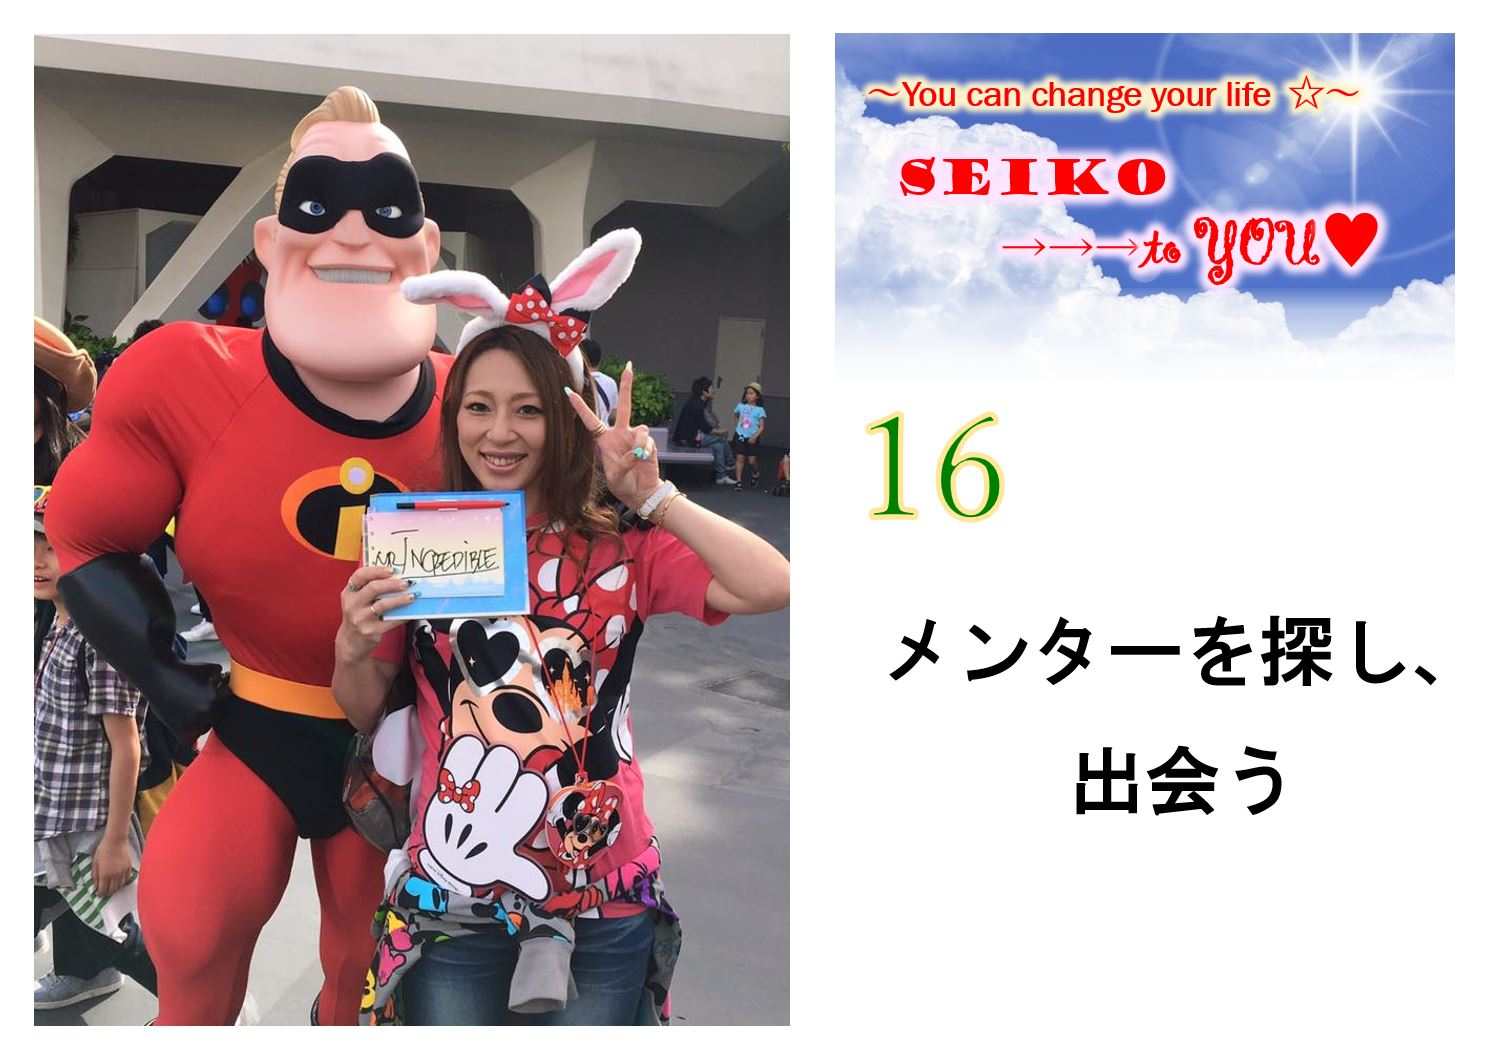 MR INCREDIBLE
～You can change your life ☆～
SEIKO
→→→to YOU♥
16
メンターを探し、
出会う